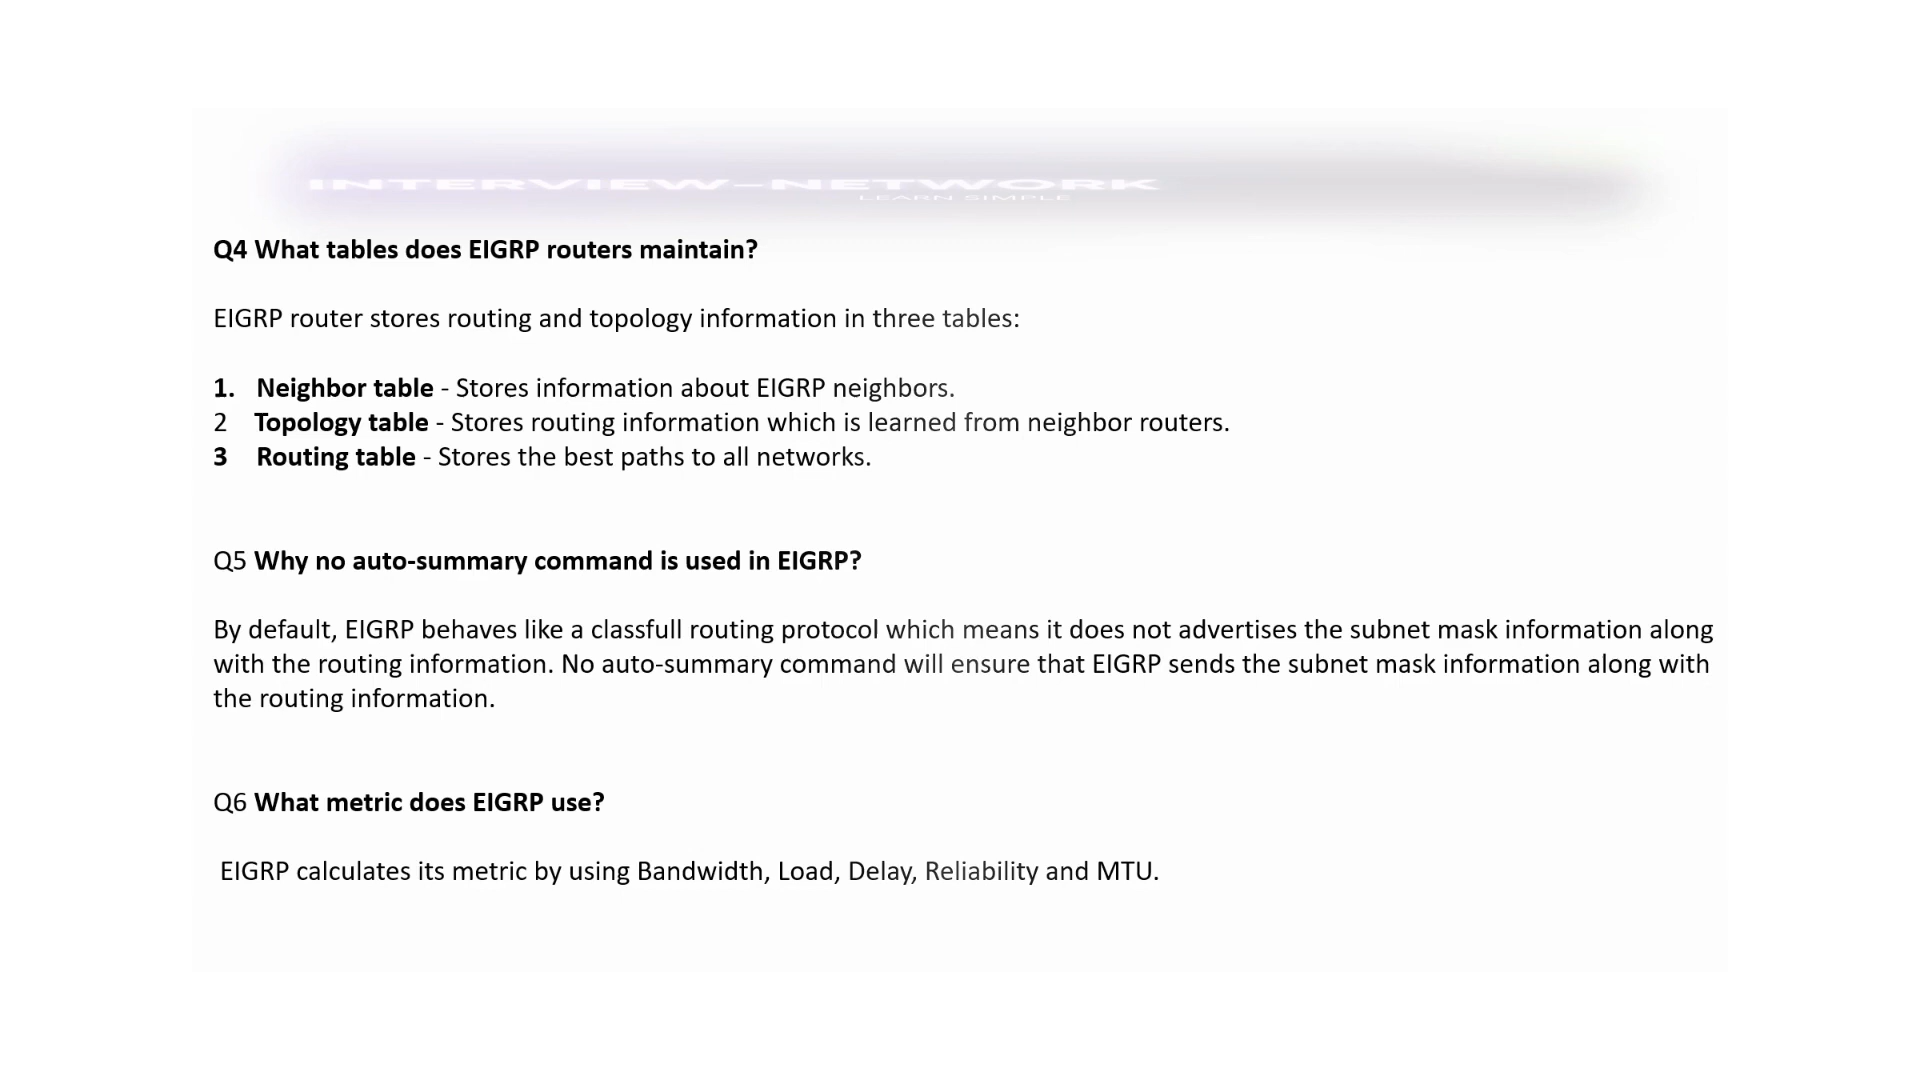 INTERVIEW-NETWORK
LEARN SIMPLE
Q4 What tables does EIGRP routers maintain?
EIGRP router stores routing and topology information in three tables:
1. Neighbor table - Stores information about EIGRP neighbors.
2 Topology table - Stores routing information which is learned from neighbor routers.
3 Routing table - Stores the best paths to all networks.
Q5 Why no auto-summary command is used in EIGRP?
By default, EIGRP behaves like a classfull routing protocol which means it does not advertises the subnet mask information along
with the routing information. No auto-summary command will ensure that EIGRP sends the subnet mask information along with
the routing information.
Q6 What metric does EIGRP use?
EIGRP calculates its metric by using Bandwidth, Load, Delay, Reliability and MTU.